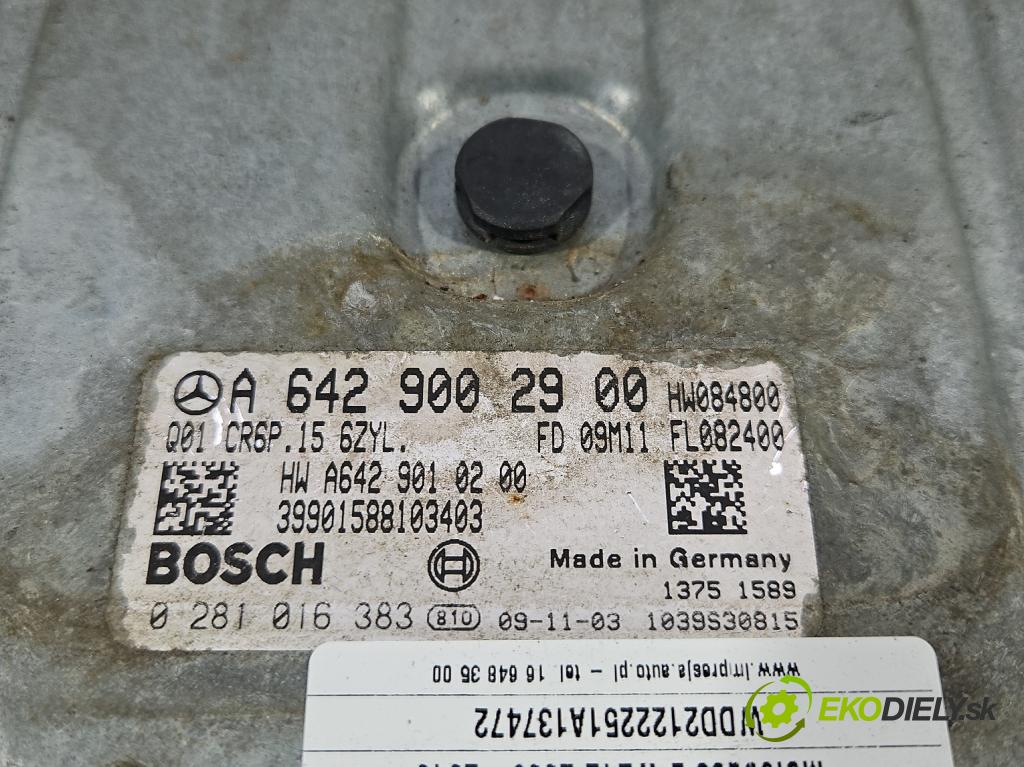 A 642 900 29 00 HW084800
Q01 CR6P.15 6ZYL. FD 09M11 FL082400
HW A642 901 02 00
39901588103403
BOSCH
Made in Germany
1375 1589
0 281 016 383 810 09-11-03 1039S30815
www.impresja.auto.pl - tel. 16 648 35 00
WDD2122251A137472
EKODIELY.sk